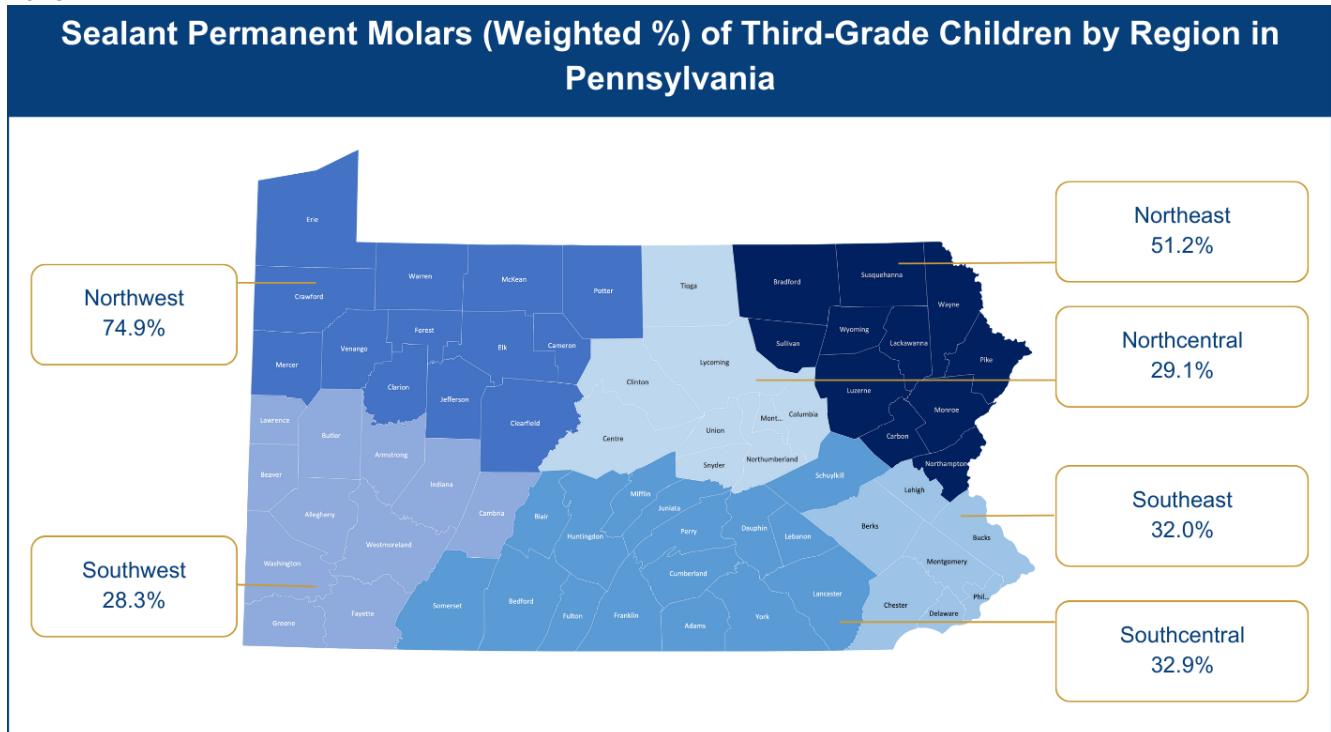 Sealant Permanent Molars (Weighted %) of Third-Grade Children by Region in
Pennsylvania
Northwest
74.9%
Southwest
28.3%
Northeast
51.2%
Northcentral
29.1%
Southeast
32.0%
Southcentral
32.9%
Erie
Crawford
Warren
McKean
Potter
Mercer
Venango
Forest
Elk
Cameron
Clarion
Jefferson
Clearfield
Tioga
Lycoming
Clinton
Centre
Union
Mont...
Columbia
Snyder
Northumberland
Bradford
Susquehanna
Wayne
Sullivan
Wyoming
Lackawanna
Pike
Luzerne
Monroe
Carbon
Northampton
Lawrence
Butler
Armstrong
Beaver
Indiana
Allegheny
Cambria
Westmoreland
Washington
Fayette
Greene
Somerset
Blair
Bedford
Huntingdon
Mifflin
Juniata
Perry
Fulton
Franklin
Cumberland
Adams
Dauphin
Lebanon
Schuylkill
York
Lancaster
Lehigh
Berks
Bucks
Montgomery
Chester
Delaware
Phil...